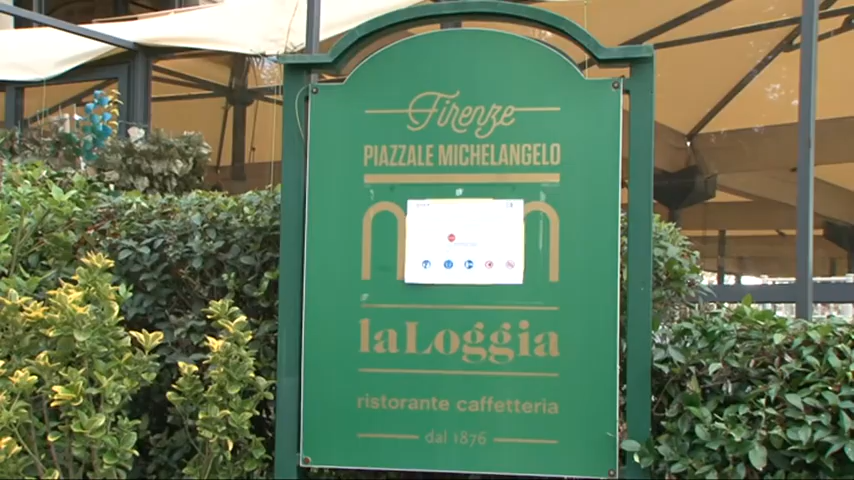 Firenze
PIAZZALE MICHELANGELO
laLoggia
ristorante caffetteria
dal 1876